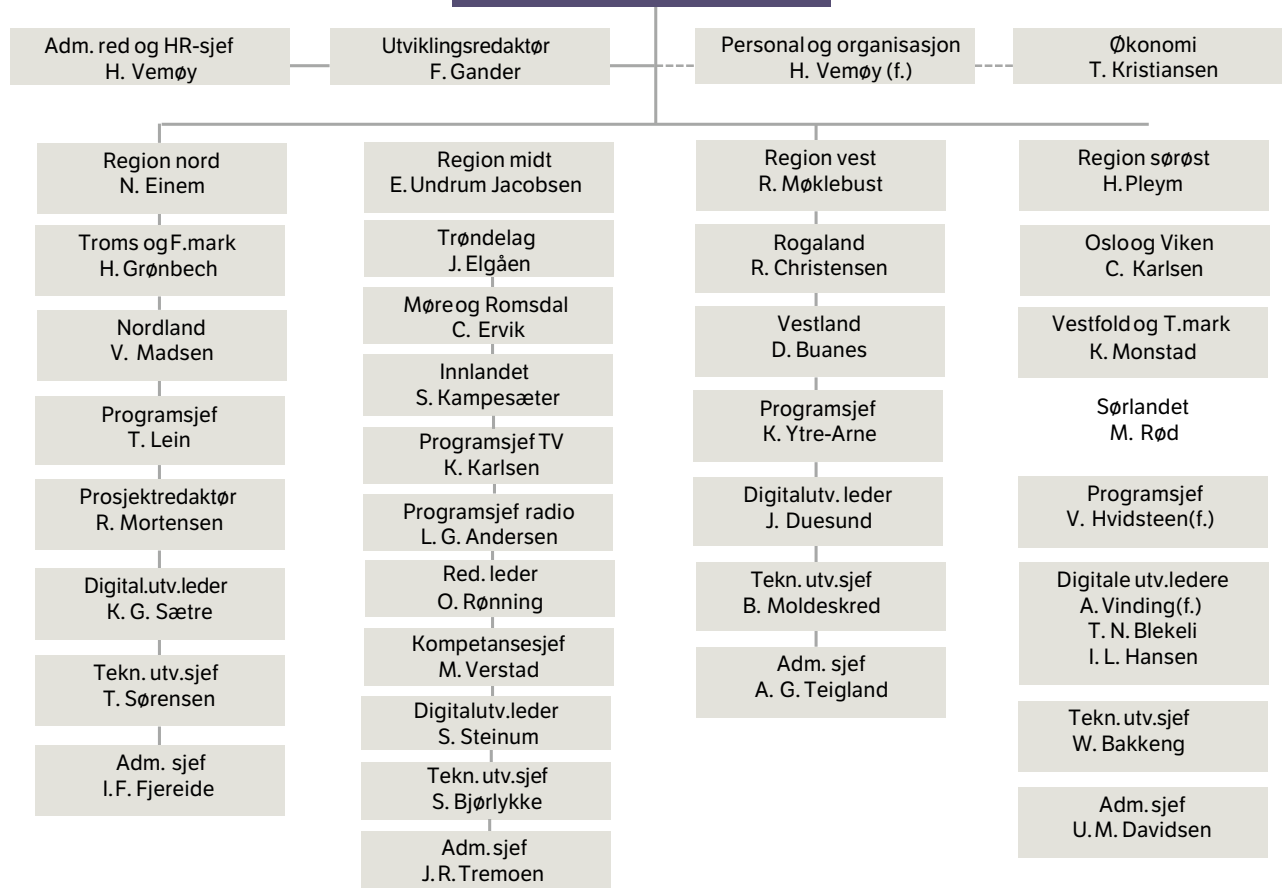 Adm. red og HR-sjef
H. Vemøy
Utviklingsredaktør
F. Gander
Personal og organisasjon
H. Vemøy (f.)
Økonomi
T. Kristiansen
Region nord
N. Einem
Troms og F.mark
H. Grønbech
Nordland
V. Madsen
Programsjef
T. Lein
Prosjektredaktør
R. Mortensen
Digital.utv.leder
K. G. Sætre
Tekn. utv.sjef
T. Sørensen
Adm. sjef
I.F. Fjereide
Region midt
E. Undrum Jacobsen
Trøndelag
J. Elgåen
Møre og Romsdal
C. Ervik
Innlandet
S. Kampesæter
Programsjef TV
K. Karlsen
Programsjef radio
L. G. Andersen
Red. leder
O. Rønning
Kompetansesjef
M. Verstad
Digitalutv.leder
S. Steinum
Tekn. utv.sjef
S. Bjørlykke
Adm. sjef
J. R. Tremoen
Region vest
R. Møklebust
Rogaland
R. Christensen
Vestland
D. Buanes
Programsjef
K. Ytre-Arne
Digitalutv. leder
J. Duesund
Tekn. utv.sjef
B. Moldeskred
Adm. sjef
A. G. Teigland
Region sørøst
H. Pleym
Oslo og Viken
C. Karlsen
Vestfold og T.mark
K. Monstad
Sørlandet
M. Rød
Programsjef
V. Hvidsteen(f.)
Digitale utv.ledere
A. Vinding(f.)
T. N. Blekeli
I. L. Hansen
Tekn. utv.sjef
W. Bakkeng
Adm. sjef
U.M. Davidsen